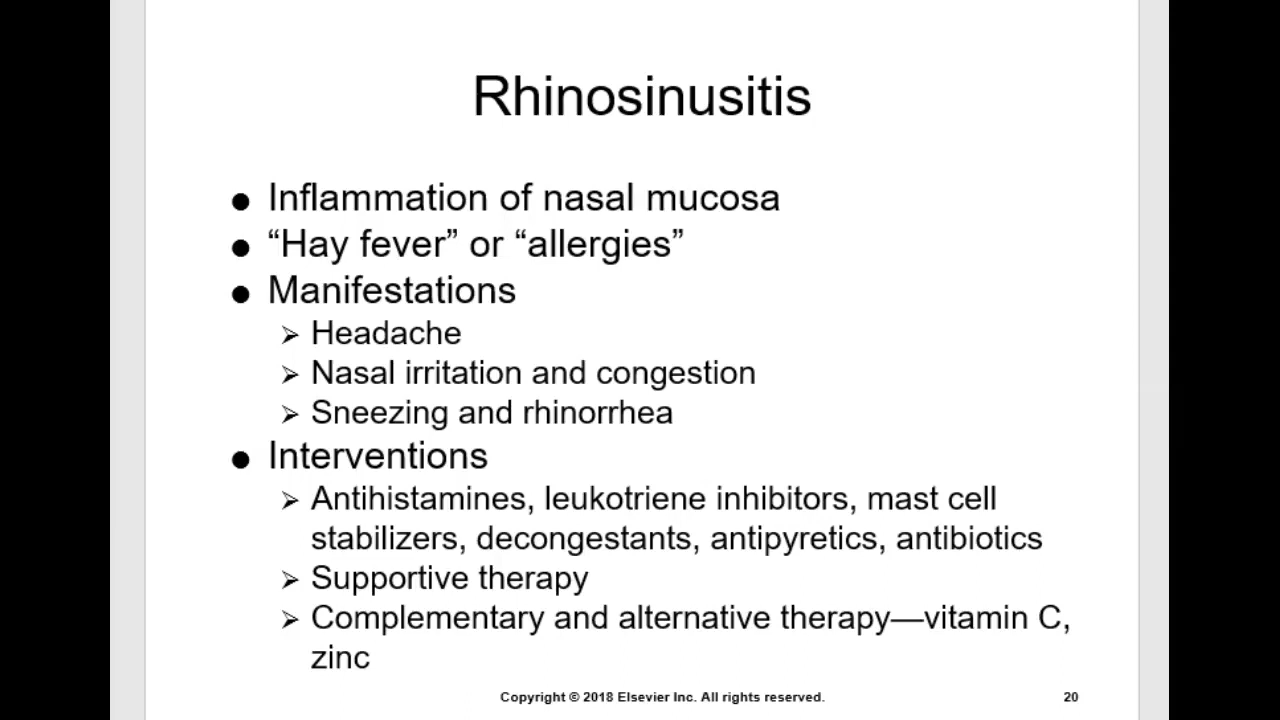 Rhinosinusitis
● Inflammation of nasal mucosa
● “Hay fever” or “allergies”
● Manifestations
➢ Headache
➢ Nasal irritation and congestion
➢ Sneezing and rhinorrhea
● Interventions
➢ Antihistamines, leukotriene inhibitors, mast cell
stabilizers, decongestants, antipyretics, antibiotics
➢ Supportive therapy
➢ Complementary and alternative therapy—vitamin C,
zinc
Copyright © 2018 Elsevier Inc. All rights reserved. 20